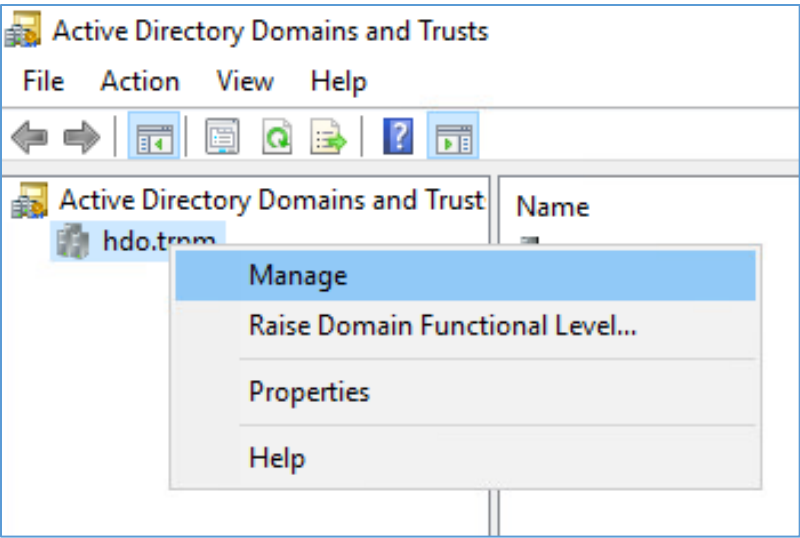 Active Directory Domains and Trusts
File Action View Help
Active Directory Domains and Trust
Name
hdo.trnm
Manage
Raise Domain Functional Level...
Properties
Help